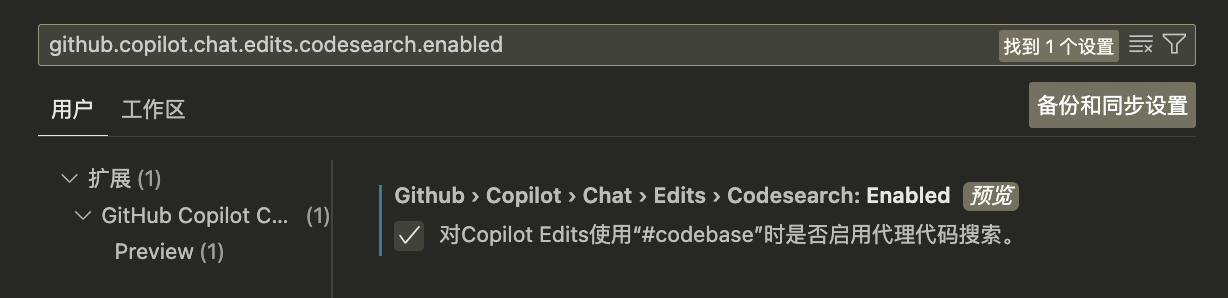 github.copilot.chat.edits.codesearch.enabled
找到 1 个设置
用户
工作区
备份和同步设置
扩展 (1)
GitHub Copilot C... (1)
Preview (1)
Github › Copilot › Chat › Edits › Codesearch: Enabled 预览
对Copilot Edits使用“#codebase”时是否启用代理代码搜索。